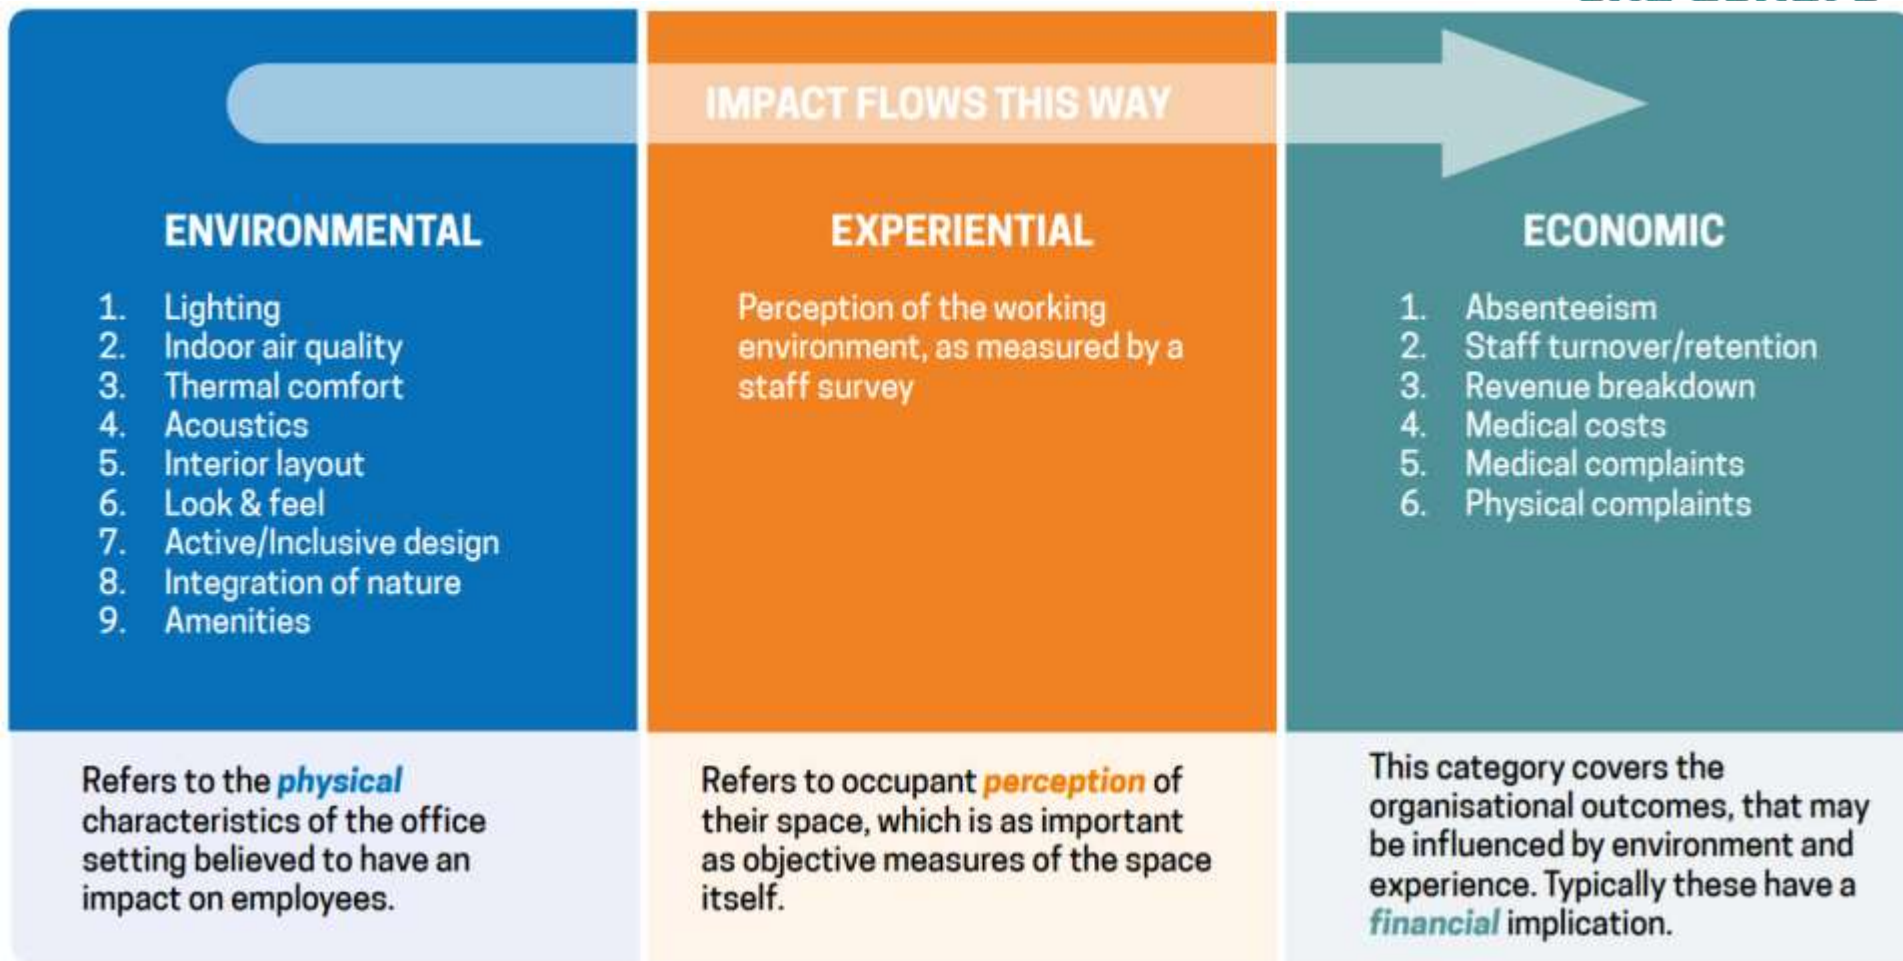 IMPACT FLOWS THIS WAY
ENVIRONMENTAL
1. Lighting
2. Indoor air quality
3. Thermal comfort
4. Acoustics
5. Interior layout
6. Look & feel
7. Active/Inclusive design
8. Integration of nature
9. Amenities
Refers to the physical
characteristics of the office
setting believed to have an
impact on employees.
EXPERIENTIAL
Perception of the working
environment, as measured by a
staff survey
Refers to occupant perception of
their space, which is as important
as objective measures of the space
itself.
ECONOMIC
1. Absenteeism
2. Staff turnover/retention
3. Revenue breakdown
4. Medical costs
5. Medical complaints
6. Physical complaints
This category covers the
organisational outcomes, that may
be influenced by environment and
experience. Typically these have a
financial implication.